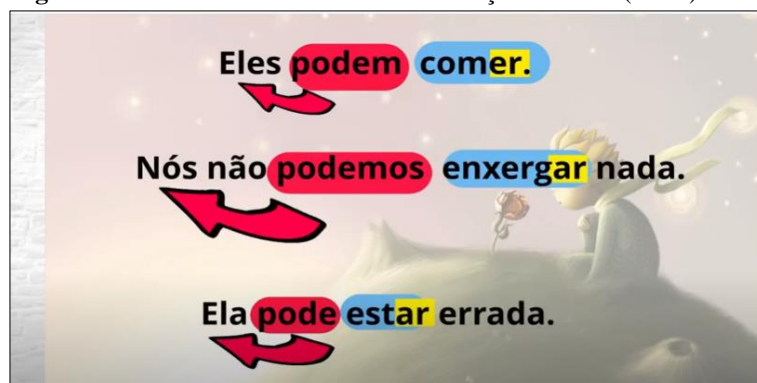 Eles podem comer.
Nós não podemos enxergar nada.
Ela pode estar errada.